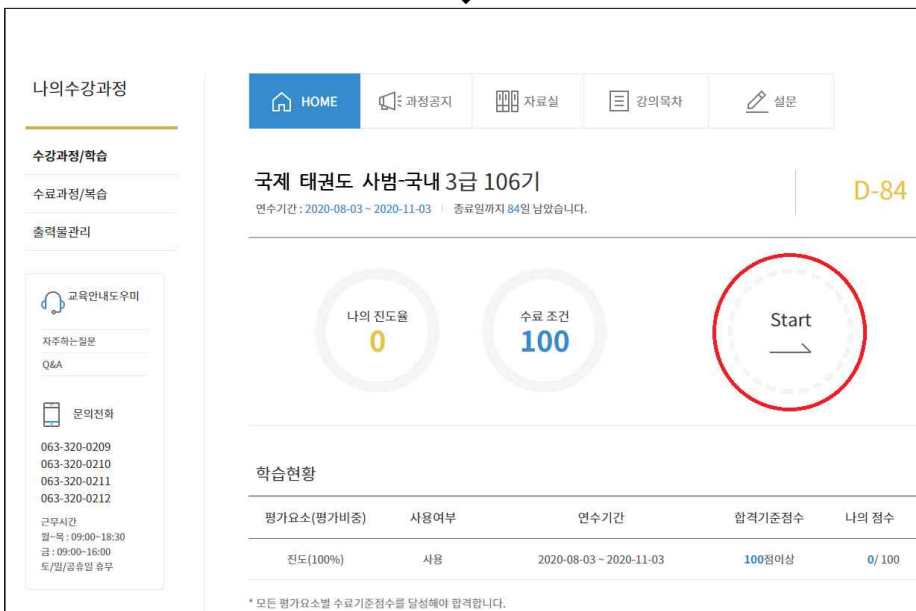 나의수강과정
수강과정/학습
수료과정/복습
출력물관리
교육안내도우미
자주하는질문
Q&A
문의전화
063-320-0209
063-320-0210
063-320-0211
063-320-0212
근무시간
월~목 : 09:00~18:30
금 : 09:00~16:00
토/일/공휴일 휴무
HOME 과정공지 자료실 강의목차 설문
국제 태권도 사범-국내 3급 106기
연수기간 : 2020-08-03 ~ 2020-11-03 | 종료일까지 84일 남았습니다.
D-84
나의 진도율
0
수료 조건
100
Start
학습현황
평가요소(평가비중) 사용여부 연수기간 합격기준점수 나의 점수
진도(100%) 사용 2020-08-03 ~ 2020-11-03 100점이상 0/ 100
* 모든 평가요소별 수료기준점수를 달성해야 합격합니다.